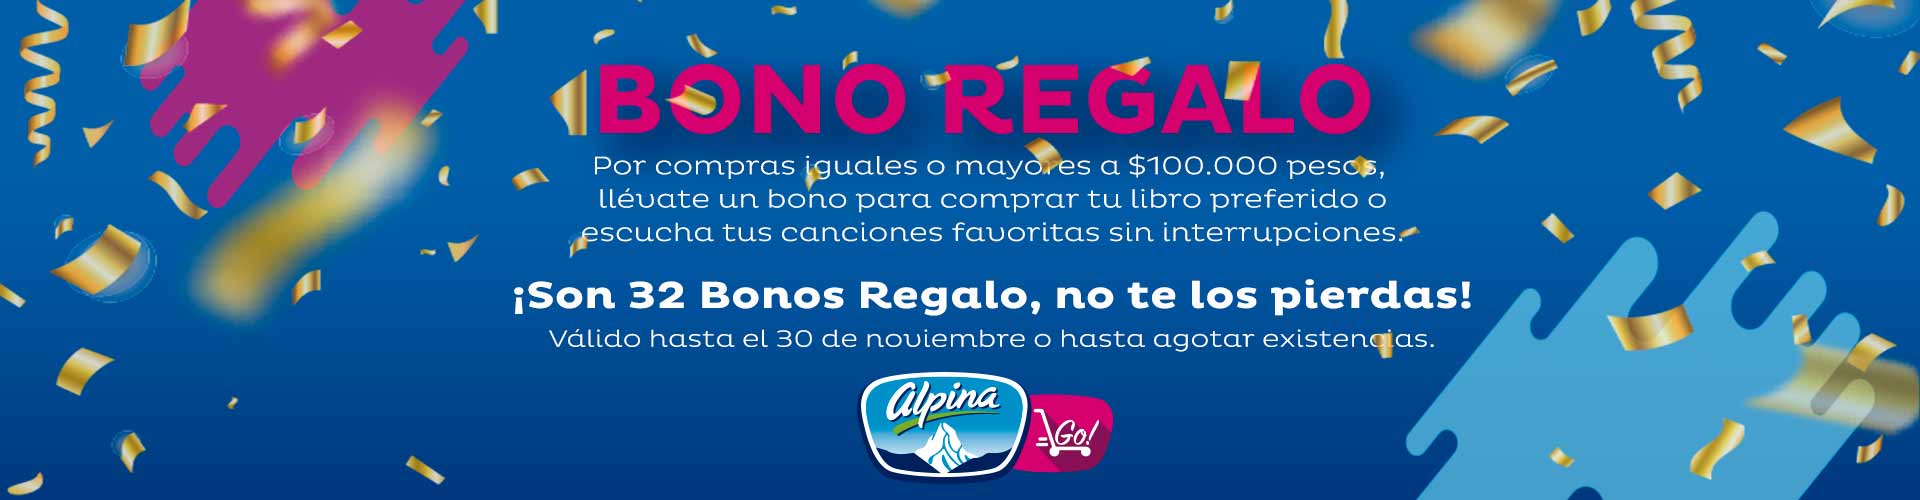 BONO REGALO
Por compras iguales o mayores a $100.000 pesos,
llévate un bono para comprar tu libro preferido o
escucha tus canciones favoritas sin interrupciones.
¡Son 32 Bonos Regalo, no te los pierdas!
Válido hasta el 30 de noviembre o hasta agotar existencias.
alpina
Go!